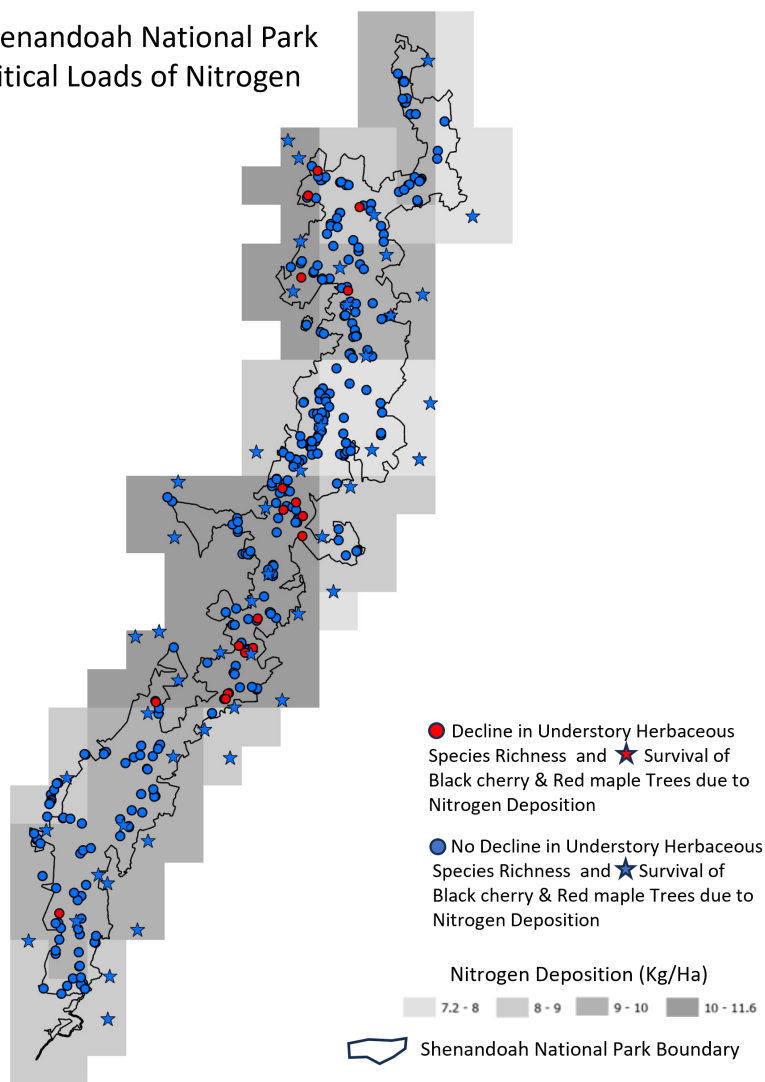 enandoah National Park
itical Loads of Nitrogen
Decline in Understory Herbaceous
Species Richness and Survival of
Black cherry & Red maple Trees due to
Nitrogen Deposition
No Decline in Understory Herbaceous
Species Richness and Survival of
Black cherry & Red maple Trees due to
Nitrogen Deposition
Nitrogen Deposition (Kg/Ha)
7.2 - 8 8 - 9 9 - 10 10 - 11.6
Shenandoah National Park Boundary